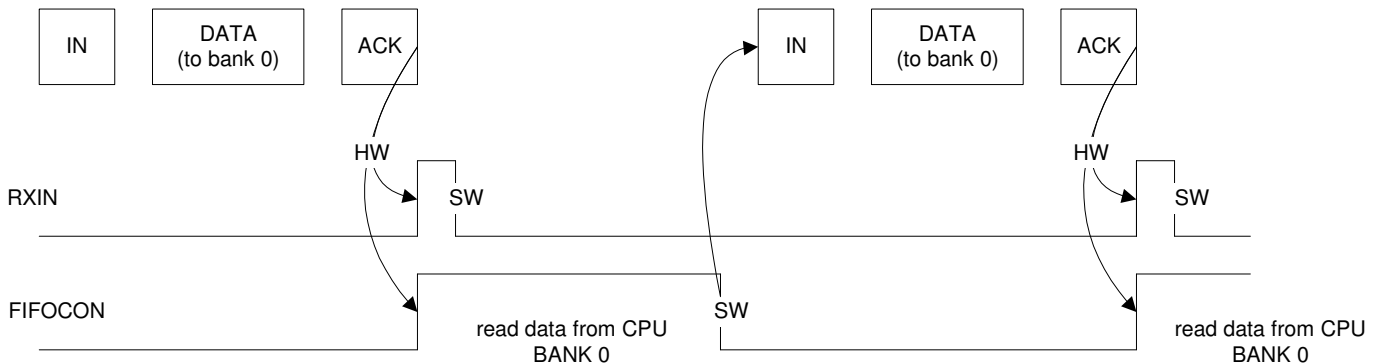 IN
DATA
(to bank 0)
ACK
IN
DATA
(to bank 0)
ACK
HW
HW
RXIN
SW
SW
FIFOCON
SW
read data from CPU
BANK 0
read data from CPU
BANK 0